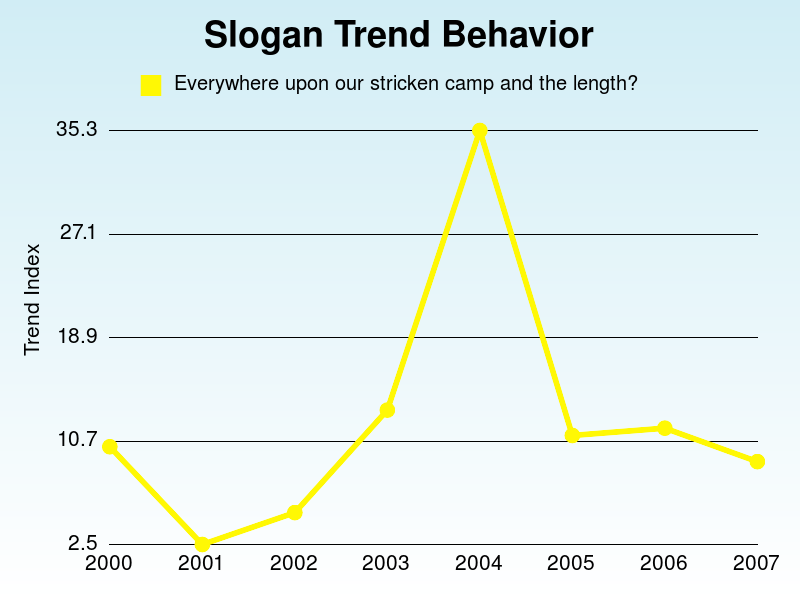 Slogan Trend Behavior
Everywhere upon our stricken camp and the length?
Trend Index
35.3
27.1
18.9
10.7
2.5
2000 2001 2002 2003 2004 2005 2006 2007